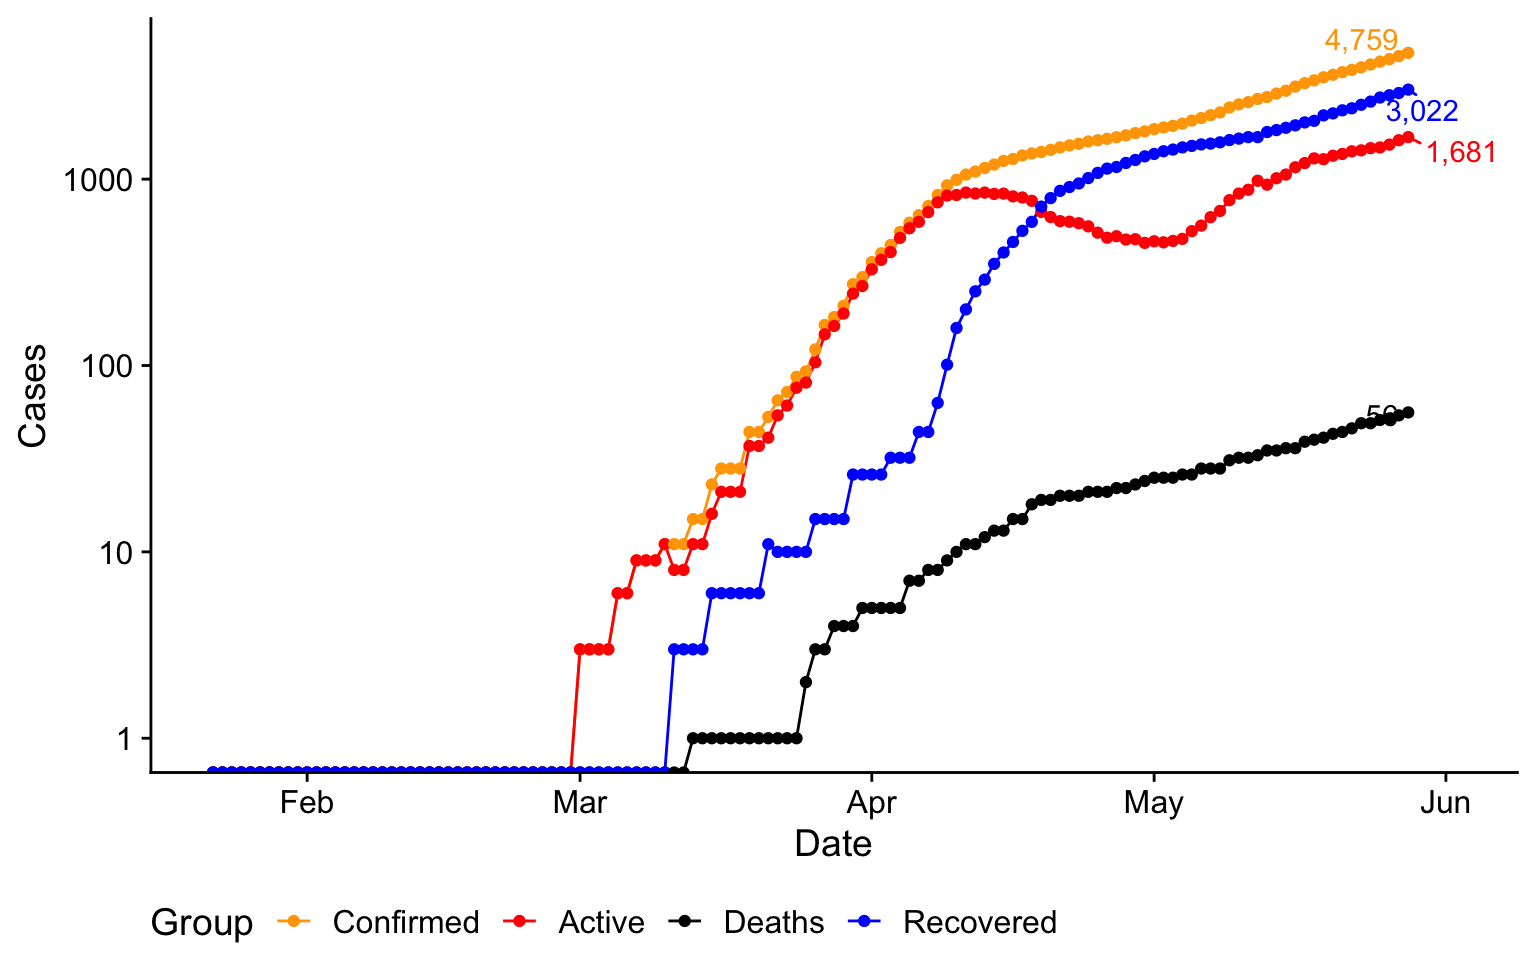 4,759
3,022
1,681
1000
100
10
1
Cases
Feb Mar Apr May Jun
Date
Group Confirmed Active Deaths Recovered